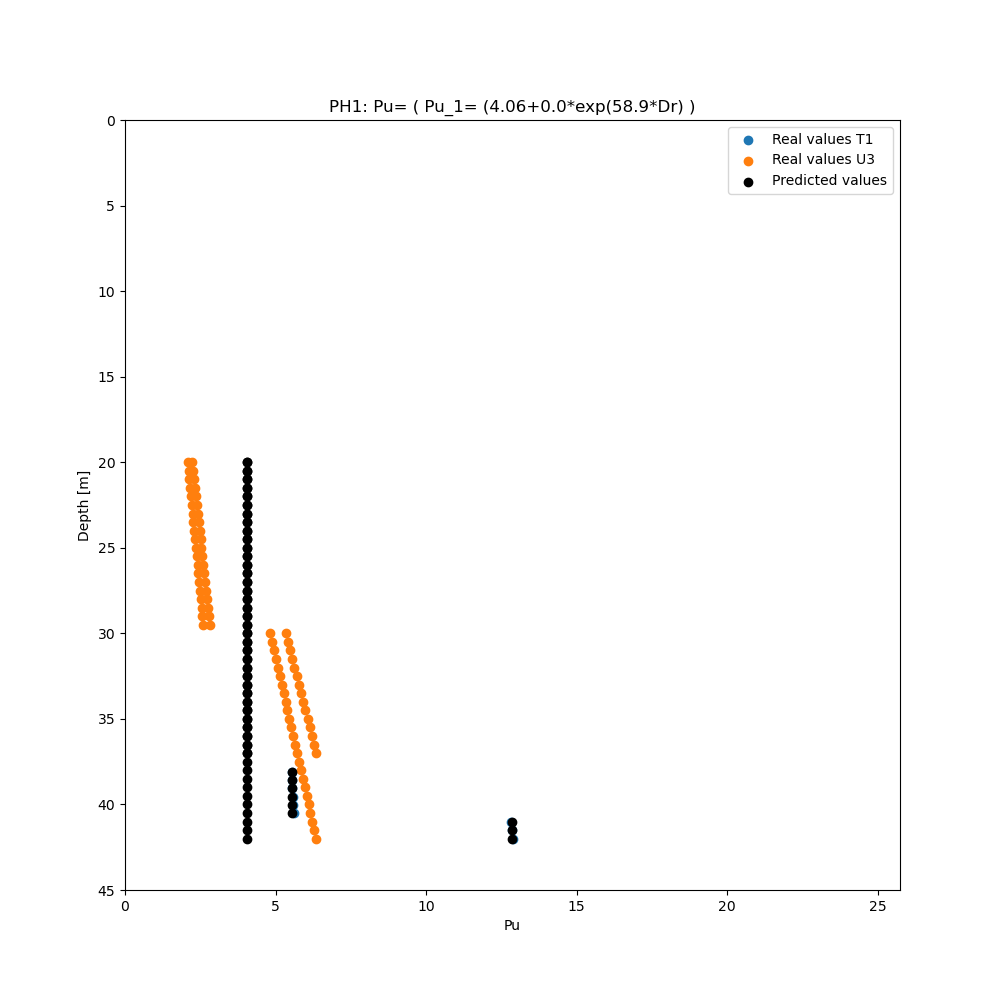 PH1: Pu= ( Pu_1= (4.06+0.0*exp(58.9*Dr) )
Real values T1
Real values U3
Predicted values
0
5
10
15
20
25
30
35
40
45
Depth [m]
0
5
10
15
20
25
Pu